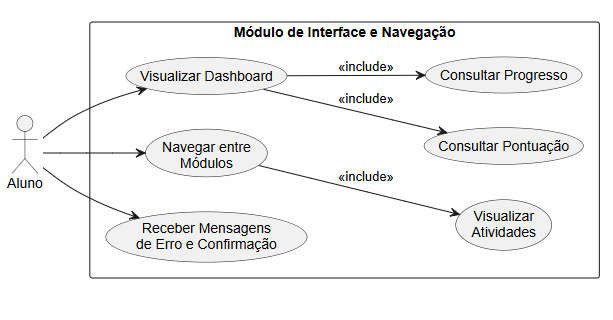 Módulo de Interface e Navegação
Visualizar Dashboard
«include»
Consultar Progresso
«include»
Consultar Pontuação
Aluno
Navegar entre
Módulos
«include»
Visualizar
Atividades
Receber Mensagens
de Erro e Confirmação